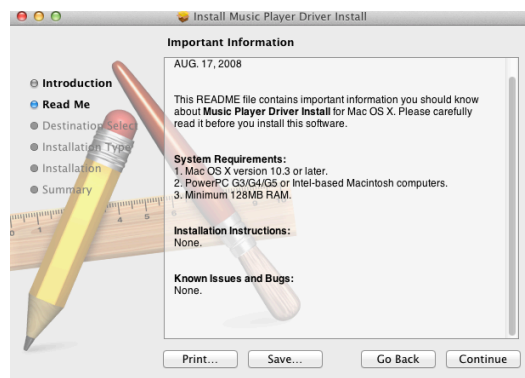 Install Music Player Driver Install
Important Information
Introduction
Read Me
Destination Select
Installation Type
Installation
Summary
AUG. 17, 2008
This README file contains important information you should know
about Music Player Driver Install for Mac OS X. Please carefully
read it before you install this software.
System Requirements:
1. Mac OS X version 10.3 or later.
2. PowerPC G3/G4/G5 or Intel-based Macintosh computers.
3. Minimum 128MB RAM.
Installation Instructions:
None.
Known Issues and Bugs:
None.
0 1 4 5
Print... Save... Go Back Continue